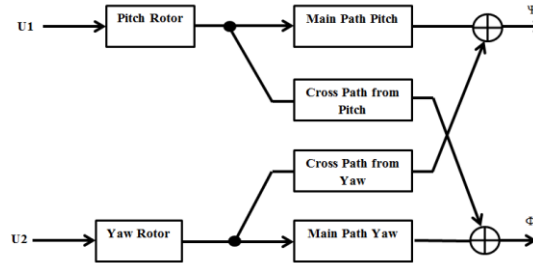 U1
Pitch Rotor
Main Path Pitch
Ψ
Cross Path from
Pitch
Cross Path from
Yaw
U2
Yaw Rotor
Main Path Yaw
Φ